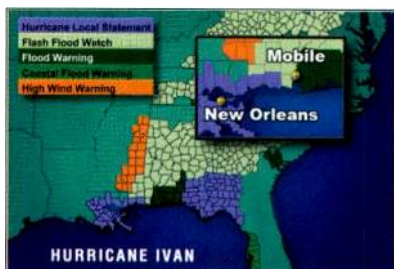 Hurricane Local Statement
Flash Flood Watch
Flood Warning
Coastal Flood Warning
High Wind Warning
Mobile
New Orleans
HURRICANE IVAN